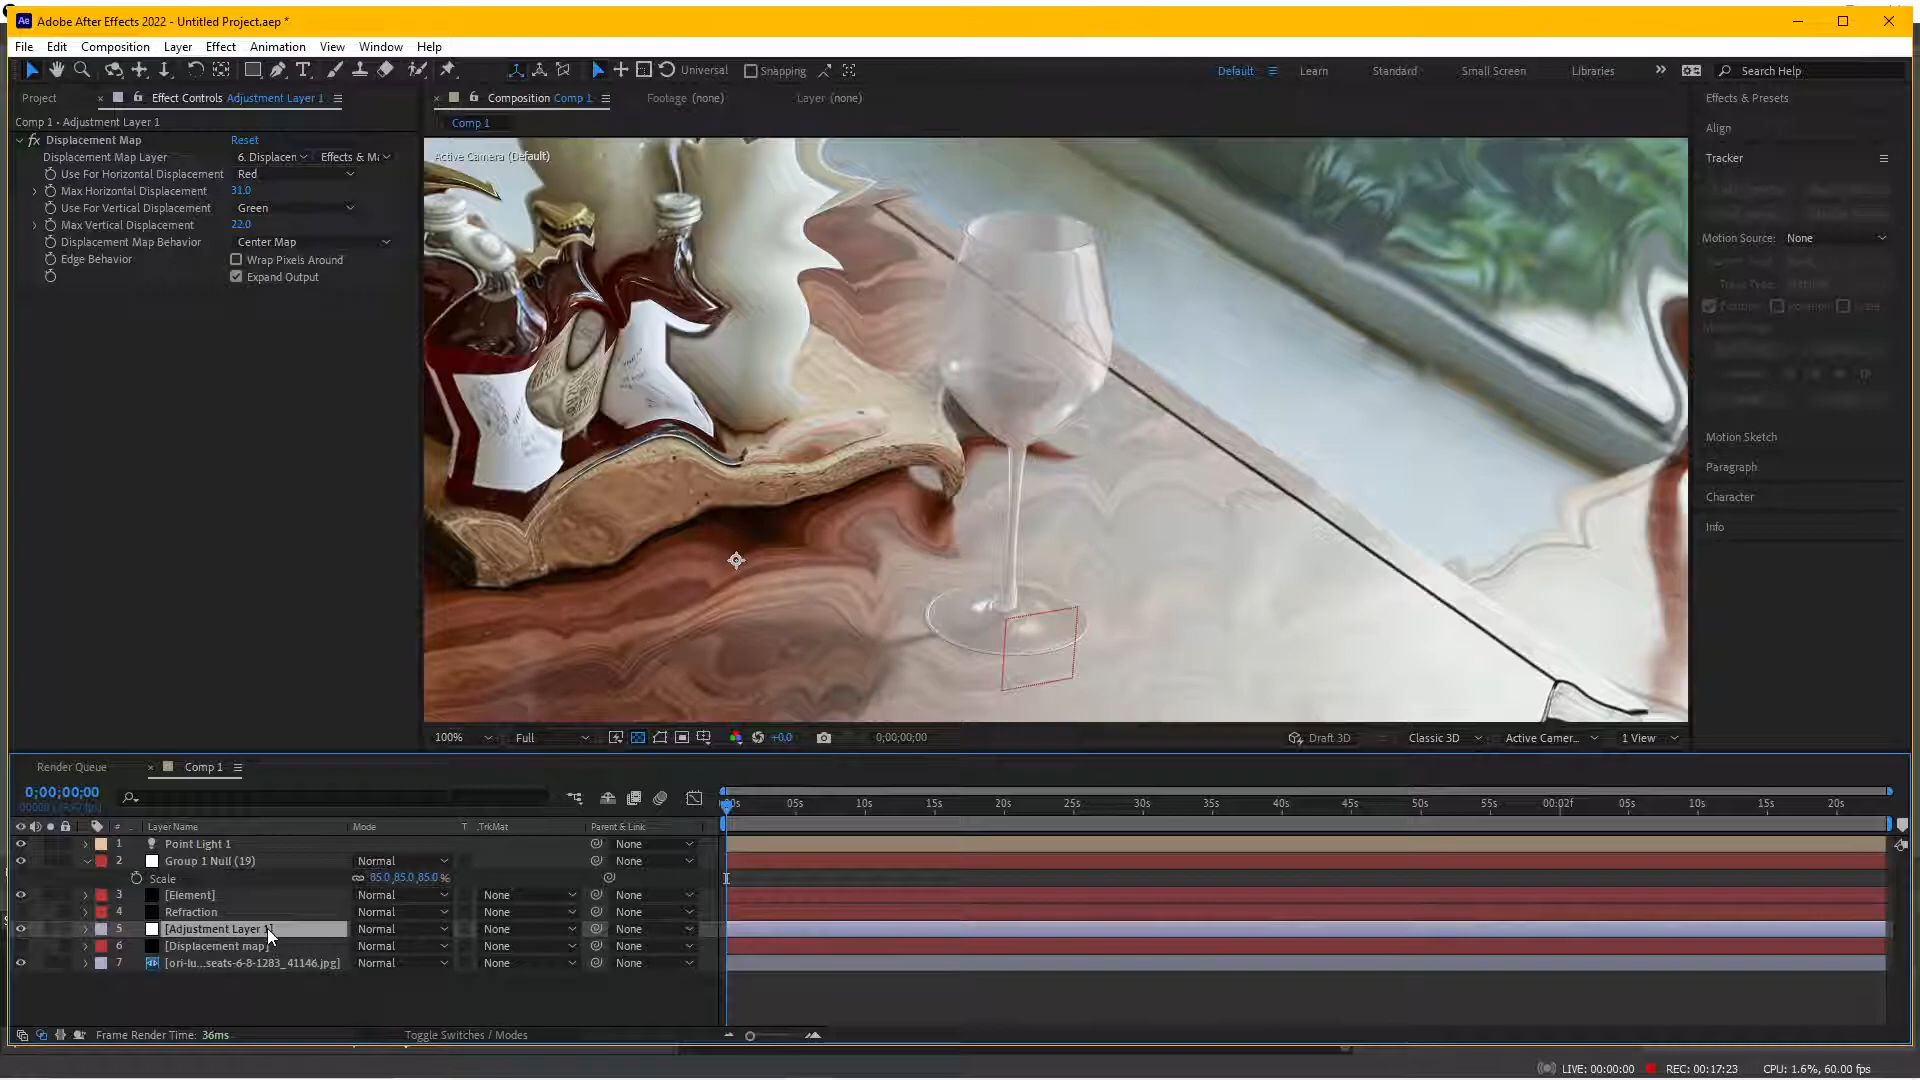 Adobe After Effects 2022 - Untitled Project.aep *
File Edit Composition Layer Effect Animation View Window Help
Universal Snapping Default Learn Standard Small Screen Libraries Search Help
Project Effect Controls Adjustment Layer 1 Composition Comp 1 Footage (none) Layer (none) Effects & Presets
Comp 1 • Adjustment Layer 1
Comp 1
Align
fx Displacement Map Reset
Displacement Map Layer 6. Displacen Effects & Ma
Active Camera (Default)
Tracker
Use For Horizontal Displacement Red
Max Horizontal Displacement 31.0
Use For Vertical Displacement Green
Max Vertical Displacement 22.0
Displacement Map Behavior Center Map
Motion Source: None
Edge Behavior Wrap Pixels Around
Expand Output
Motion Sketch
Paragraph
Character
Info
100% Full +0.0 0;00;00;00 Draft 3D Classic 3D Active Camer... 1 View
Render Queue Comp 1
0;00;00;00
05s 10s 15s 20s 25s 30s 35s 40s 45s 50s 55s 00:02f 05s 10s 15s 20s
# Layer Name Mode T .TrkMat Parent & Link
1 Point Light 1 None
2 Group 1 Null (19) Normal None
Scale 85.0,85.0,85.0%
3 [Element] Normal None None
4 Refraction Normal None None
5 [Adjustment Layer 1] Normal None None
6 [Displacement map] Normal None None
7 [ori-lu...seats-6-8-1283_41146.jpg] Normal None None
Frame Render Time: 36ms Toggle Switches / Modes
LIVE: 00:00:00 REC: 00:17:23 CPU: 1.6%, 60.00 fps